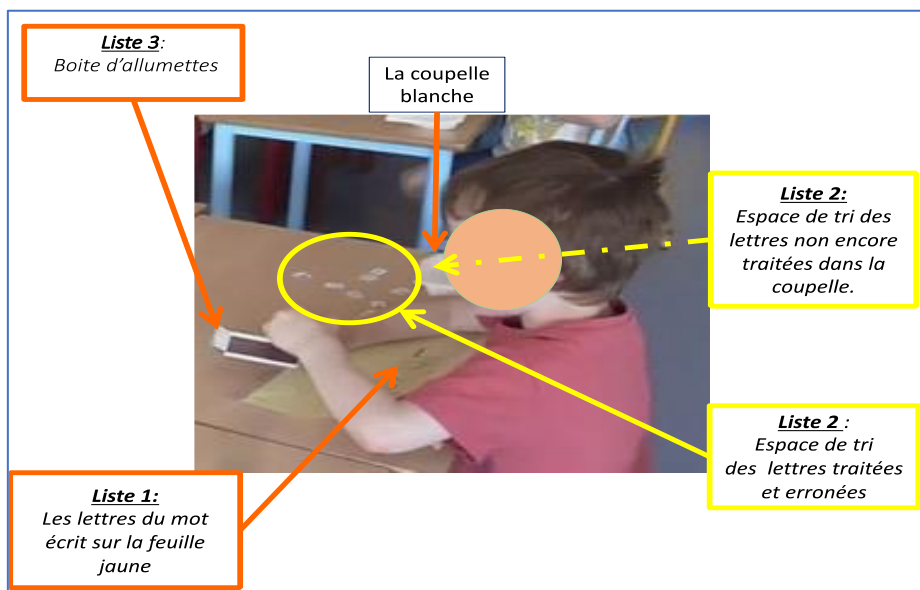 Liste 3:
Boite d'allumettes
La coupelle
blanche
Liste 2:
Espace de tri des
lettres non encore
traitées dans la
coupelle.
Liste 2 :
Espace de tri
des lettres traitées
et erronées
Liste 1:
Les lettres du mot
écrit sur la feuille
jaune